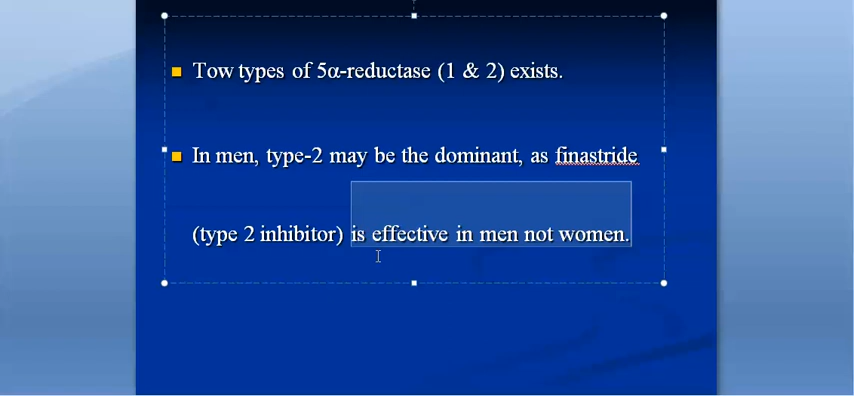 Tow types of 5α-reductase (1 & 2) exists.
In men, type-2 may be the dominant, as finastride
(type 2 inhibitor) is effective in men not women.